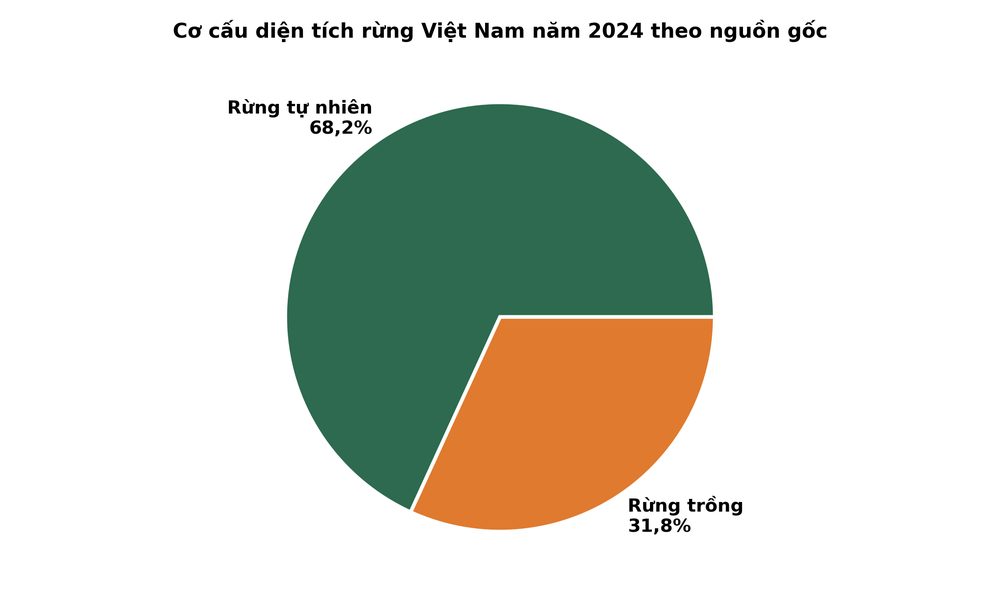 Cơ cấu diện tích rừng Việt Nam năm 2024 theo nguồn gốc
Rừng tự nhiên
68,2%
Rừng trồng
31,8%